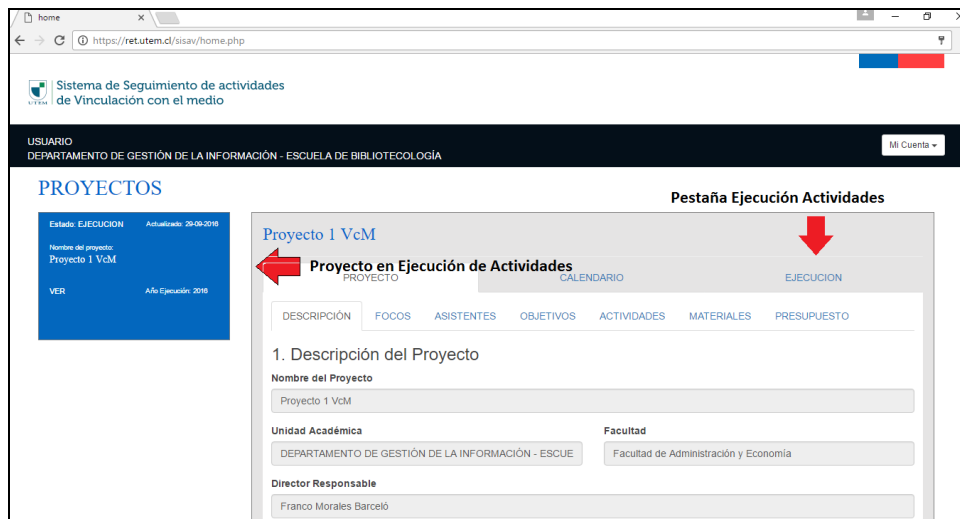 home
https://ret.utem.cl/sisav/home.php
UTEM
Sistema de Seguimiento de actividades
de Vinculación con el medio
USUARIO
DEPARTAMENTO DE GESTIÓN DE LA INFORMACIÓN - ESCUELA DE BIBLIOTECOLOGÍA
Mi Cuenta
PROYECTOS
Pestaña Ejecución Actividades
Estado: EJECUCION Actualizado: 29-09-2016
Nombre del proyecto:
Proyecto 1 VcM
VER Año Ejecución: 2016
Proyecto 1 VcM
Proyecto en Ejecución de Actividades
PROYECTO CALENDARIO EJECUCION
DESCRIPCIÓN FOCOS ASISTENTES OBJETIVOS ACTIVIDADES MATERIALES PRESUPUESTO
1. Descripción del Proyecto
Nombre del Proyecto
Proyecto 1 VcM
Unidad Académica Facultad
DEPARTAMENTO DE GESTIÓN DE LA INFORMACIÓN - ESCUE Facultad de Administración y Economía
Director Responsable
Franco Morales Barceló